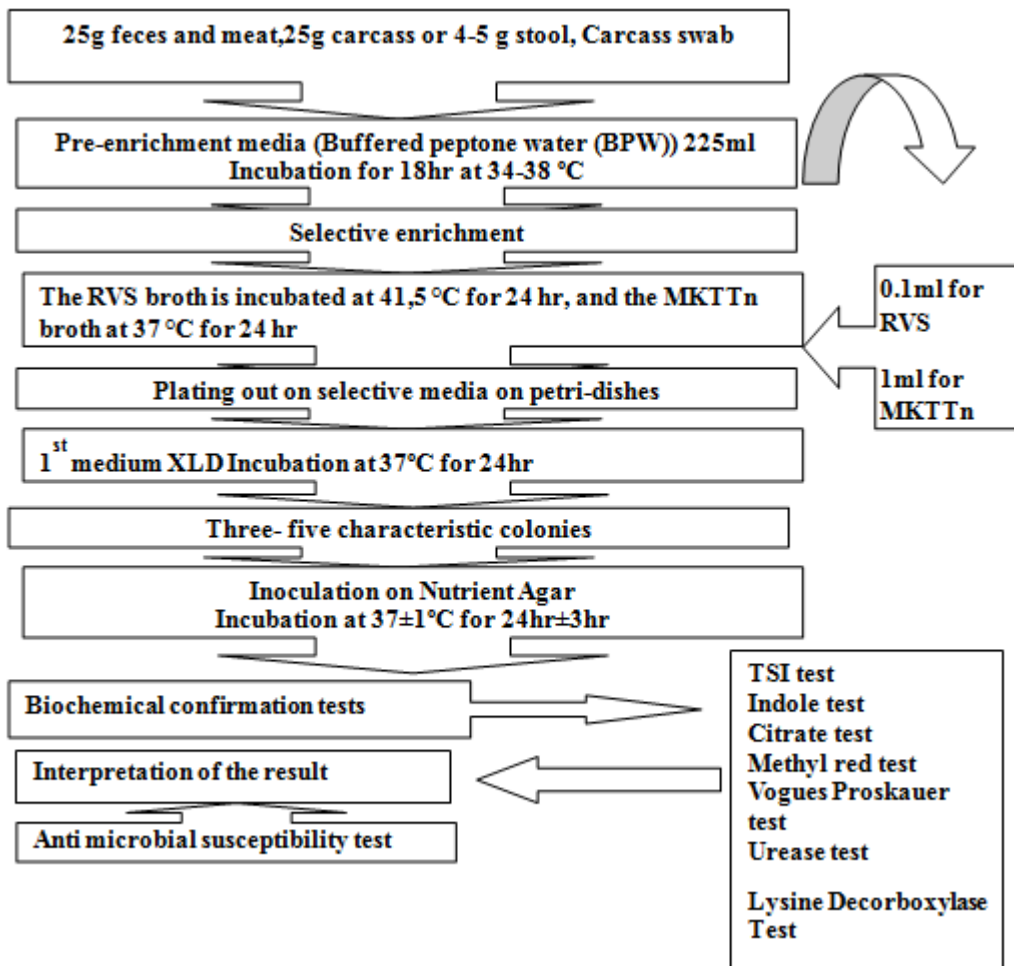 25g feces and meat,25g carcass or 4-5 g stool, Carcass swab
Pre-enrichment media (Buffered peptone water (BPW)) 225ml
Incubation for 18hr at 34-38 °C
Selective enrichment
The RVS broth is incubated at 41,5 °C for 24 hr, and the MKTTn
broth at 37 °C for 24 hr
0.1ml for
RVS
1ml for
MKTTn
Plating out on selective media on petri-dishes
1st medium XLD Incubation at 37°C for 24hr
Three- five characteristic colonies
Inoculation on Nutrient Agar
Incubation at 37±1°C for 24hr±3hr
Biochemical confirmation tests
TSI test
Indole test
Citrate test
Methyl red test
Vogues Proskauer
test
Urease test
Lysine Decorboxylase
Test
Interpretation of the result
Anti microbial susceptibility test